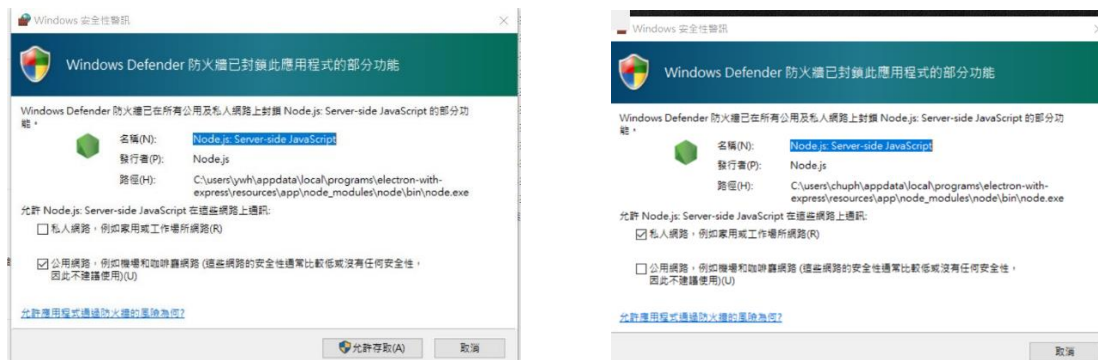 Windows 安全性警訊
Windows Defender 防火牆已封鎖此應用程式的部分功能
Windows Defender 防火牆已在所有公用及私人網路上封鎖 Node.js: Server-side JavaScript 的部分功
能。
名稱(N): Node.js: Server-side JavaScript
發行者(P): Node.js
路徑(H): C:\users\ywh\appdata\local\programs\electron-with-
express\resources\app\node_modules\node\bin\node.exe
允許 Node.js: Server-side JavaScript 在這些網路上通訊:
私人網路，例如家用或工作場所網路(R)
公用網路，例如機場和咖啡廳網路 (這些網路的安全性通常比較低或沒有任何安全性，
因此不建議使用)(U)
允許應用程式通過防火牆的風險為何?
允許存取(A) 取消
Windows 安全性警訊
Windows Defender 防火牆已封鎖此應用程式的部分功能
Windows Defender 防火牆已在所有公用及私人網路上封鎖 Node.js: Server-side JavaScript 的部分功
能。
名稱(N): Node.js: Server-side JavaScript
發行者(P): Node.js
路徑(H): C:\users\chuph\appdata\local\programs\electron-with-
express\resources\app\node_modules\node\bin\node.exe
允許 Node.js: Server-side JavaScript 在這些網路上通訊:
私人網路，例如家用或工作場所網路(R)
公用網路，例如機場和咖啡廳網路 (這些網路的安全性通常比較低或沒有任何安全性，
因此不建議使用)(U)
允許應用程式通過防火牆的風險為何?
取消